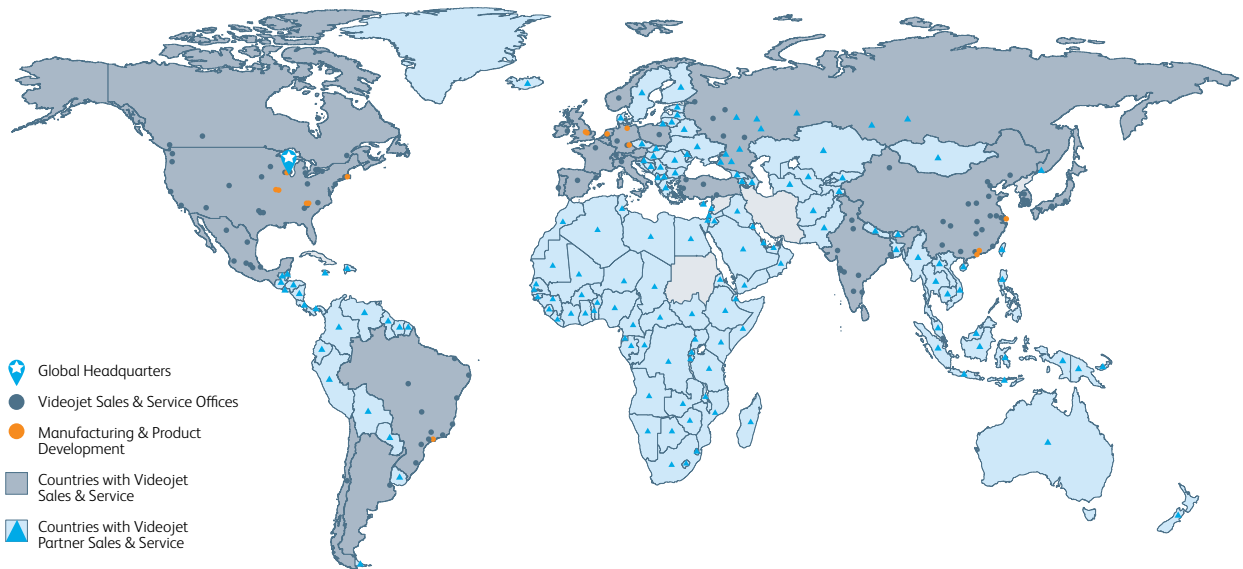 Global Headquarters
Videojet Sales & Service Offices
Manufacturing & Product
Development
Countries with Videojet
Sales & Service
Countries with Videojet
Partner Sales & Service